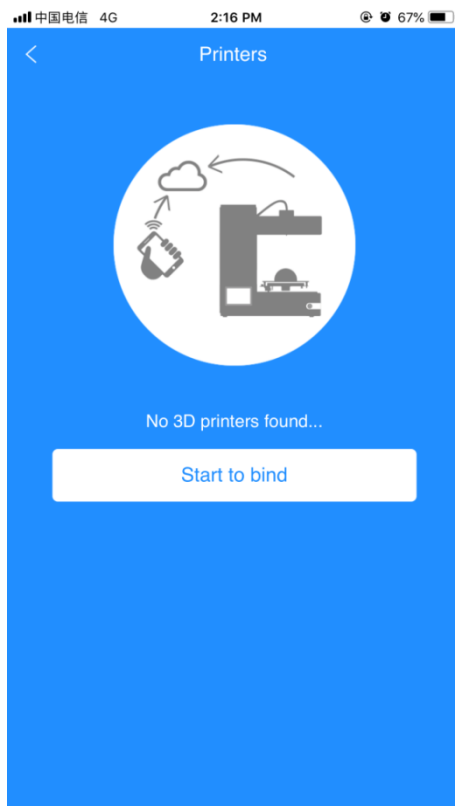 中国电信 4G 2:16 PM 67%
Printers
No 3D printers found...
Start to bind